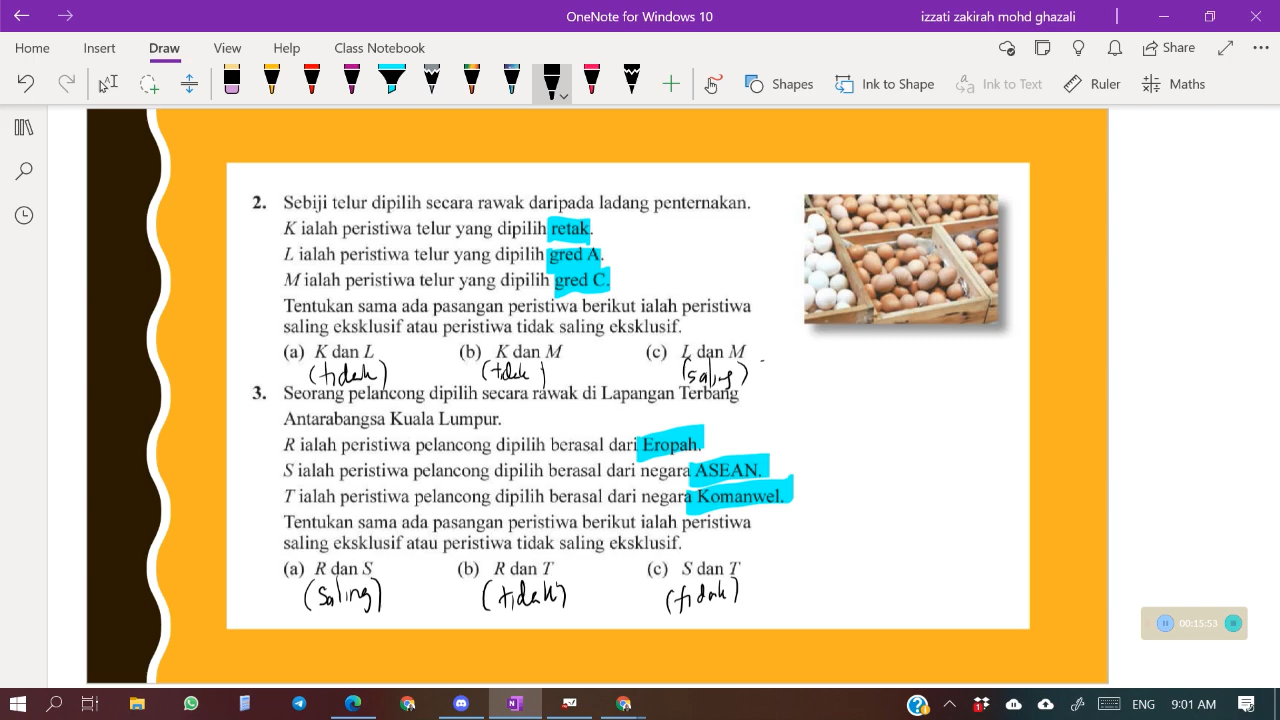 OneNote for Windows 10
izzati zakirah mohd ghazali
Home Insert Draw View Help Class Notebook Share
Shapes Ink to Shape Ink to Text Ruler Maths
2. Sebiji telur dipilih secara rawak daripada ladang penternakan.
K ialah peristiwa telur yang dipilih retak.
L ialah peristiwa telur yang dipilih gred A.
M ialah peristiwa telur yang dipilih gred C.
Tentukan sama ada pasangan peristiwa berikut ialah peristiwa
saling eksklusif atau peristiwa tidak saling eksklusif.
(a) K dan L (b) K dan M (c) L dan M
(tidak) (tidak) (saling)
3. Seorang pelancong dipilih secara rawak di Lapangan Terbang
Antarabangsa Kuala Lumpur.
R ialah peristiwa pelancong dipilih berasal dari Eropah.
S ialah peristiwa pelancong dipilih berasal dari negara ASEAN.
T ialah peristiwa pelancong dipilih berasal dari negara Komanwel.
Tentukan sama ada pasangan peristiwa berikut ialah peristiwa
saling eksklusif atau peristiwa tidak saling eksklusif.
(a) R dan S (b) R dan T (c) S dan T
(saling) (tidak) (tidak)
00:15:53
ENG 9:01 AM